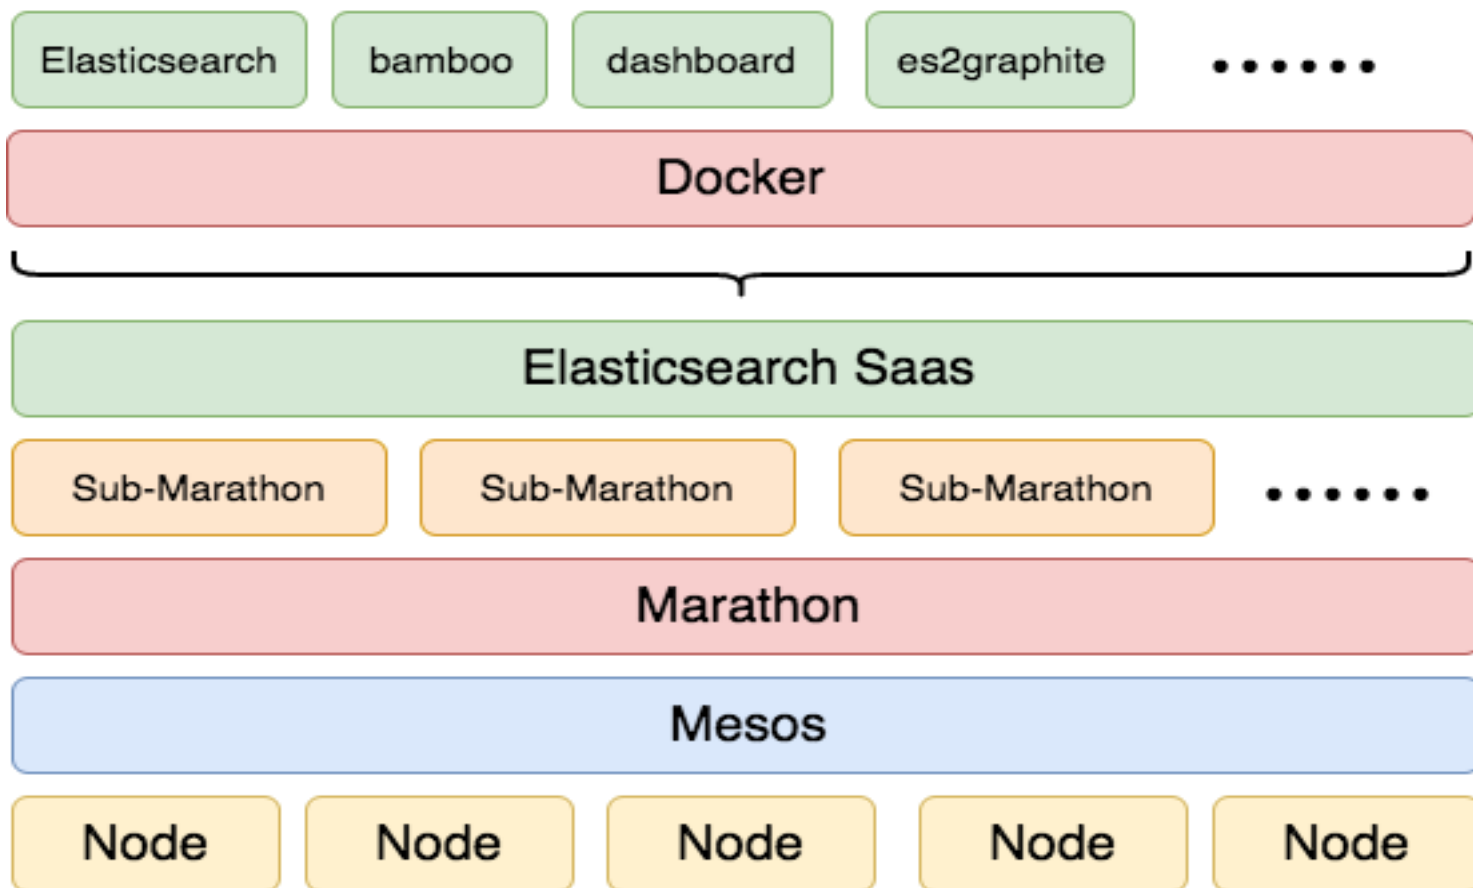 Elasticsearch bamboo dashboard es2graphite ······
Docker
Elasticsearch Saas
Sub-Marathon Sub-Marathon Sub-Marathon ······
Marathon
Mesos
Node Node Node Node Node